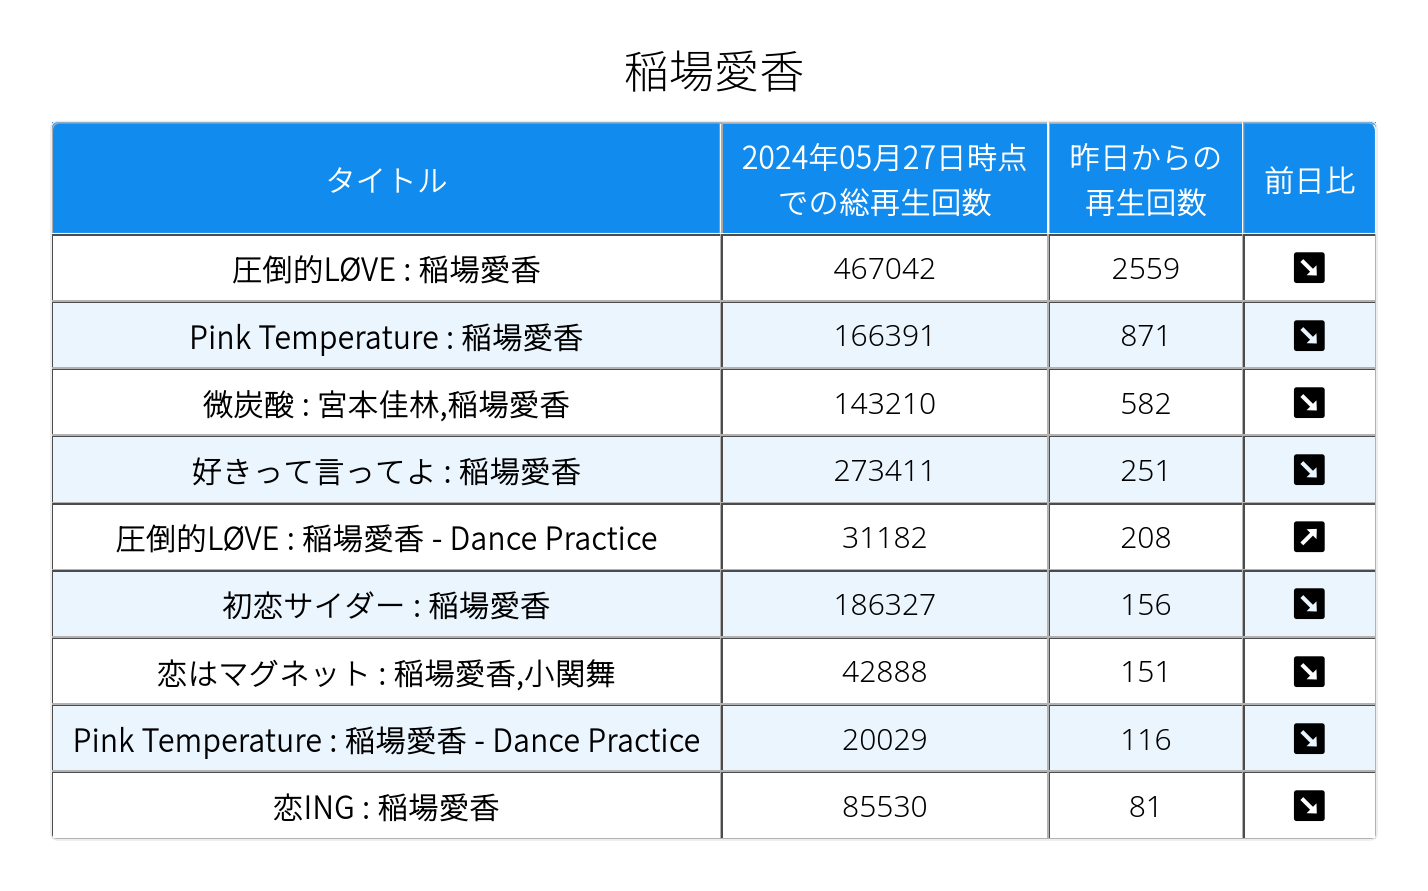 稲場愛香
タイトル 2024年05月27日時点での総再生回数 昨日からの再生回数 前日比
圧倒的LØVE : 稲場愛香 467042 2559 ↘
Pink Temperature : 稲場愛香 166391 871 ↘
微炭酸 : 宮本佳林,稲場愛香 143210 582 ↘
好きって言ってよ : 稲場愛香 273411 251 ↘
圧倒的LØVE : 稲場愛香 - Dance Practice 31182 208 ↗
初恋サイダー : 稲場愛香 186327 156 ↘
恋はマグネット : 稲場愛香,小関舞 42888 151 ↘
Pink Temperature : 稲場愛香 - Dance Practice 20029 116 ↘
恋ING : 稲場愛香 85530 81 ↘